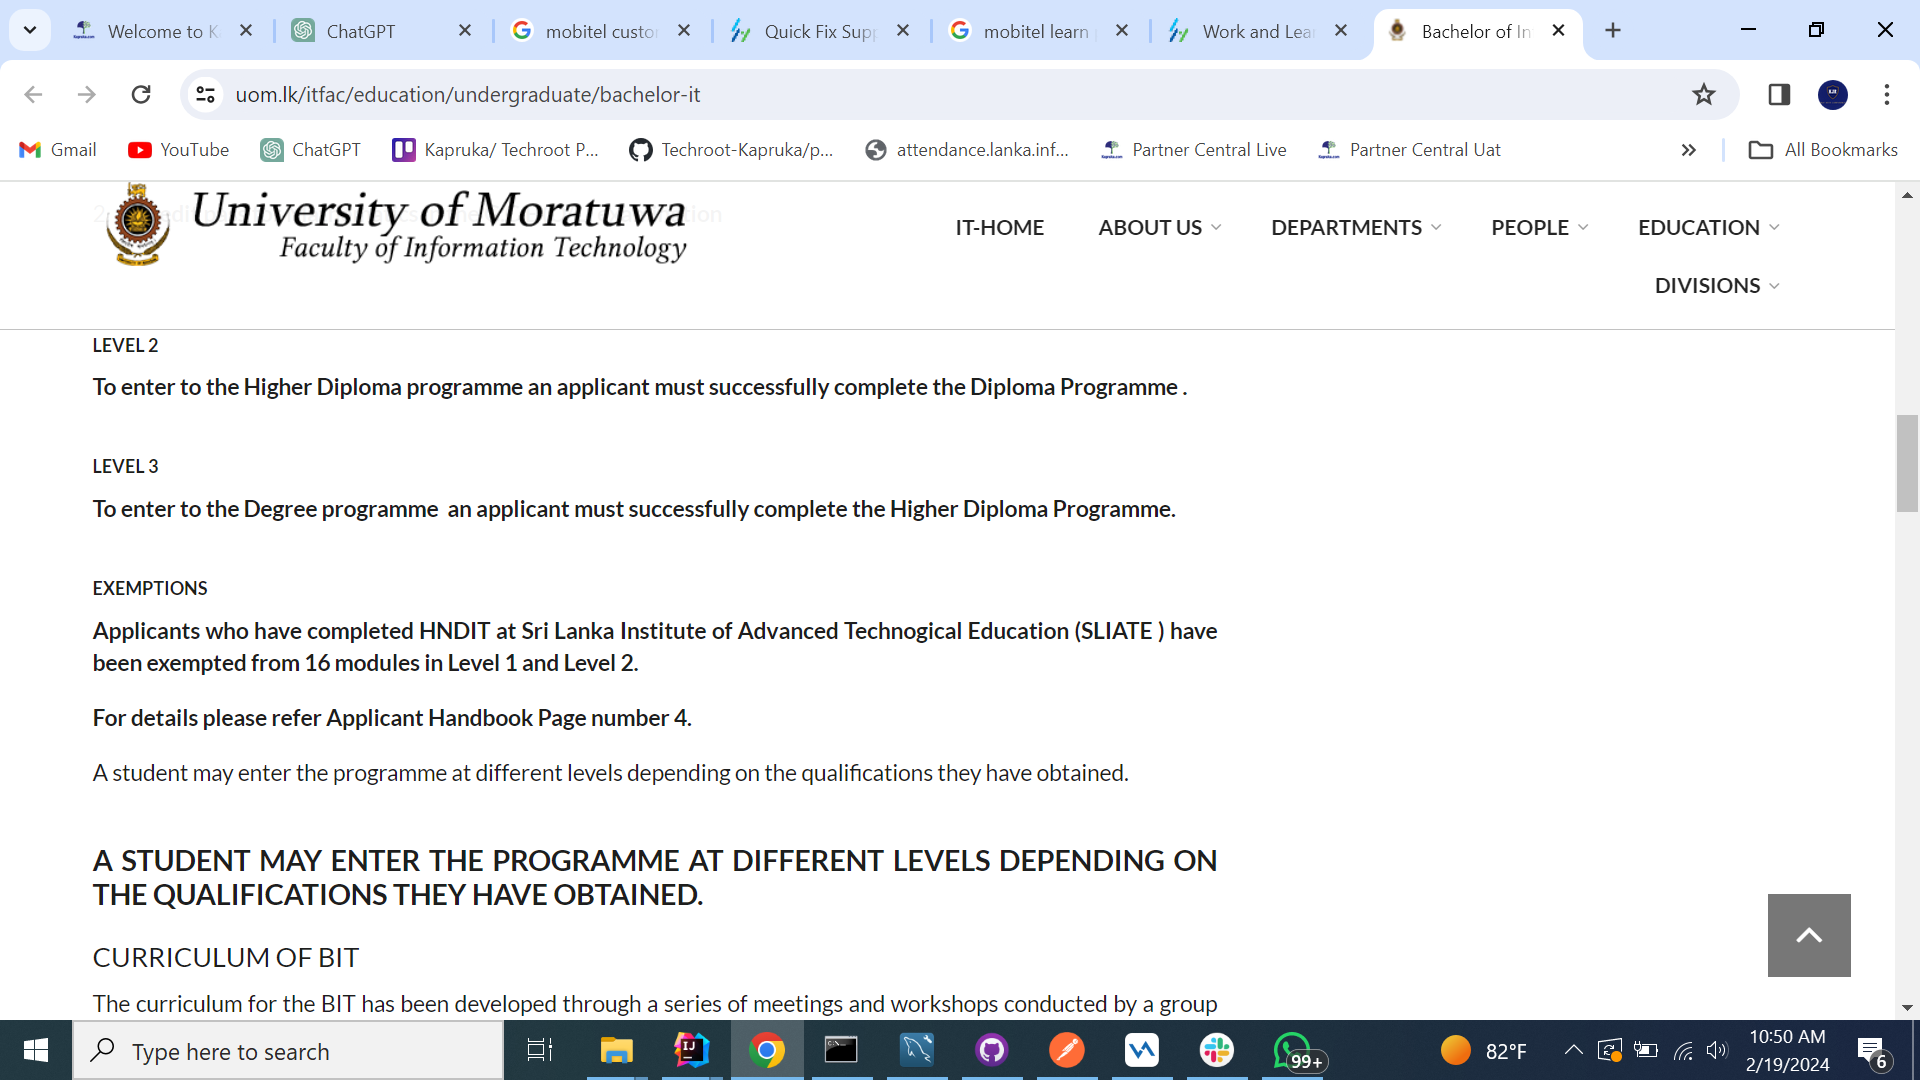 Welcome to K
ChatGPT
mobitel custo
Quick Fix Sup
mobitel learn
Work and Lea
Bachelor of In
uom.lk/itfac/education/undergraduate/bachelor-it
Gmail
YouTube
ChatGPT
Kapruka/ Techroot P...
Techroot-Kapruka/p...
attendance.lanka.inf...
Partner Central Live
Partner Central Uat
All Bookmarks
University of Moratuwa
Faculty of Information Technology
IT-HOME
ABOUT US
DEPARTMENTS
PEOPLE
EDUCATION
DIVISIONS
LEVEL 2
To enter to the Higher Diploma programme an applicant must successfully complete the Diploma Programme .
LEVEL 3
To enter to the Degree programme  an applicant must successfully complete the Higher Diploma Programme.
EXEMPTIONS
Applicants who have completed HNDIT at Sri Lanka Institute of Advanced Technogical Education (SLIATE ) have
been exempted from 16 modules in Level 1 and Level 2.
For details please refer Applicant Handbook Page number 4.
A student may enter the programme at different levels depending on the qualifications they have obtained.
A STUDENT MAY ENTER THE PROGRAMME AT DIFFERENT LEVELS DEPENDING ON
THE QUALIFICATIONS THEY HAVE OBTAINED.
CURRICULUM OF BIT
The curriculum for the BIT has been developed through a series of meetings and workshops conducted by a group
Type here to search
99+
82°F
10:50 AM
2/19/2024
6